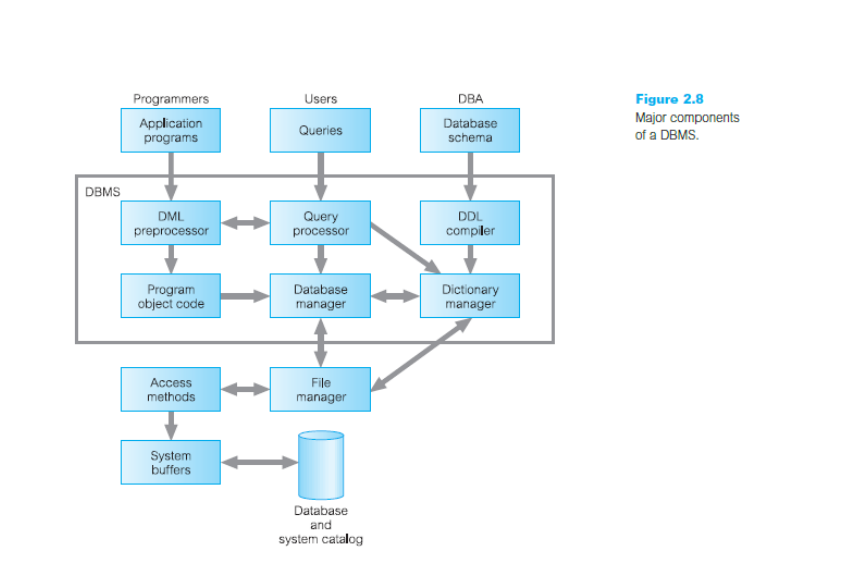 Programmers
Users
DBA
Figure 2.8
Major components
of a DBMS.
Application
programs
Queries
Database
schema
DBMS
DML
preprocessor
Query
processor
DDL
compiler
Program
object code
Database
manager
Dictionary
manager
Access
methods
File
manager
System
buffers
Database
and
system catalog